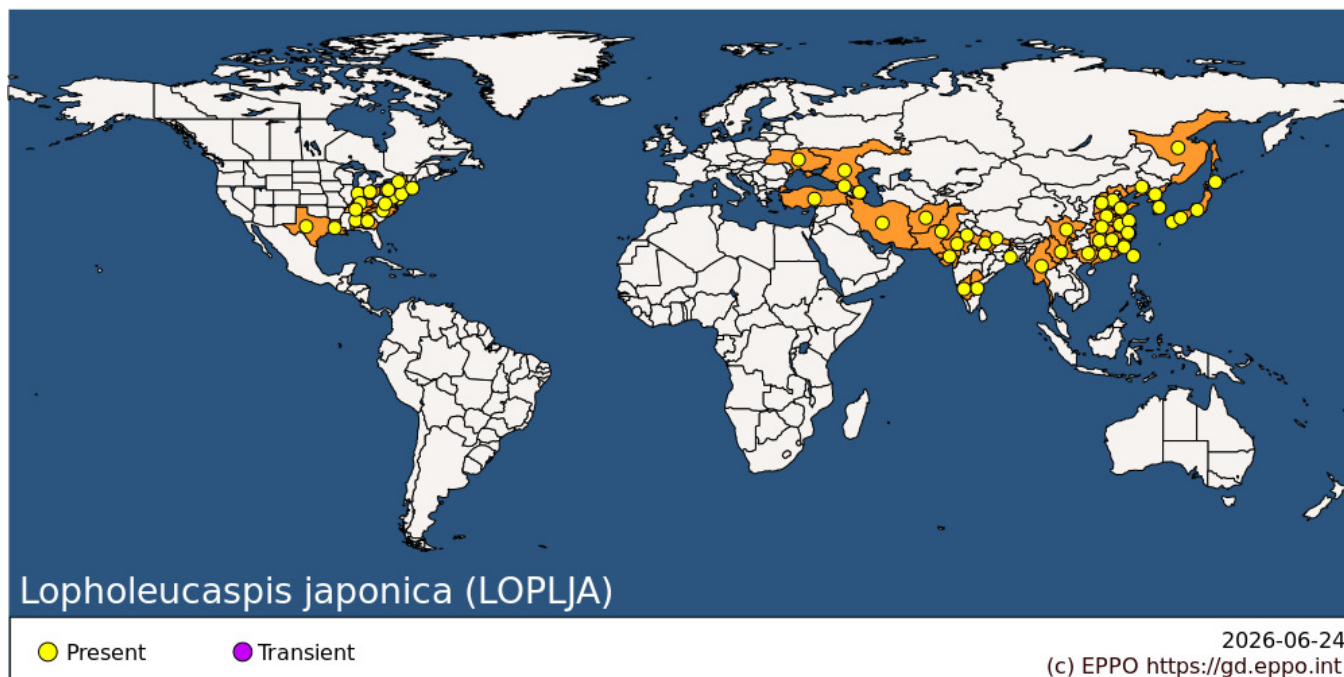 Lopholeucaspis japonica (LOPLJA)
Present
Transient
2026-06-24
(c) EPPO https://gd.eppo.int